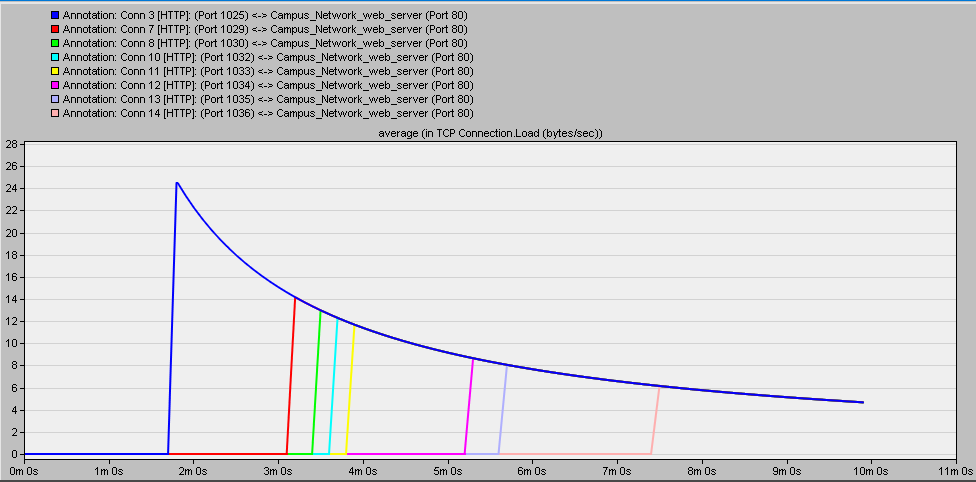 Annotation: Conn 3 [HTTP]: (Port 1025) <-> Campus_Network_web_server (Port 80)
Annotation: Conn 7 [HTTP]: (Port 1029) <-> Campus_Network_web_server (Port 80)
Annotation: Conn 8 [HTTP]: (Port 1030) <-> Campus_Network_web_server (Port 80)
Annotation: Conn 10 [HTTP]: (Port 1032) <-> Campus_Network_web_server (Port 80)
Annotation: Conn 11 [HTTP]: (Port 1033) <-> Campus_Network_web_server (Port 80)
Annotation: Conn 12 [HTTP]: (Port 1034) <-> Campus_Network_web_server (Port 80)
Annotation: Conn 13 [HTTP]: (Port 1035) <-> Campus_Network_web_server (Port 80)
Annotation: Conn 14 [HTTP]: (Port 1036) <-> Campus_Network_web_server (Port 80)
average (in TCP Connection.Load (bytes/sec))
28
26
24
22
20
18
16
14
12
10
8
6
4
2
0
0m 0s 1m 0s 2m 0s 3m 0s 4m 0s 5m 0s 6m 0s 7m 0s 8m 0s 9m 0s 10m 0s 11m 0s